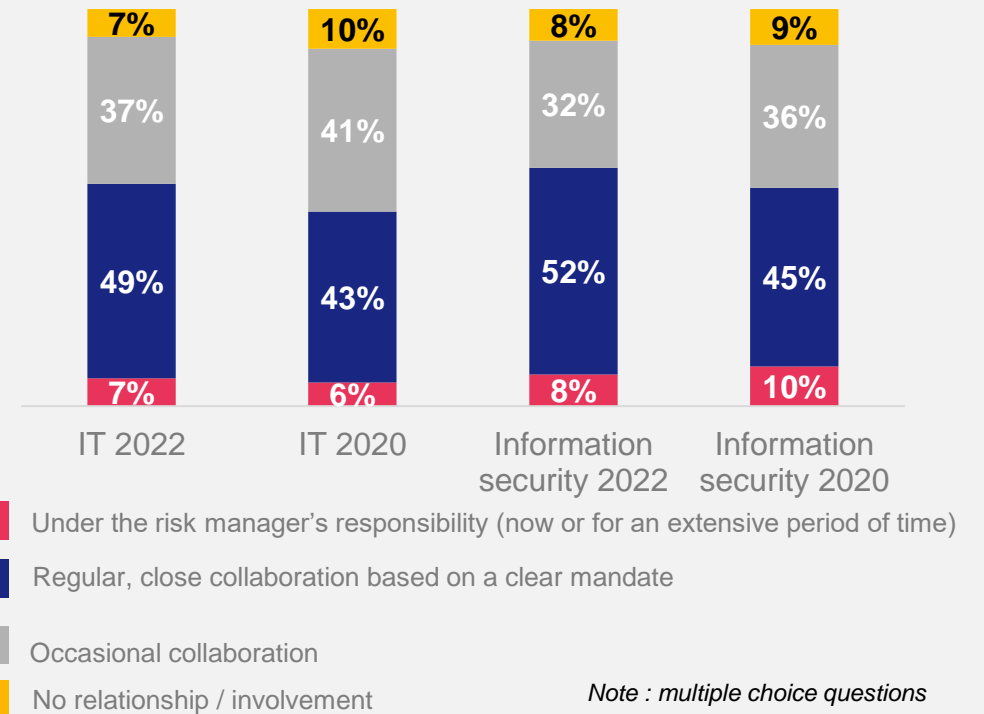 7% 10% 8% 9%
37% 41% 32% 36%
49% 43% 52% 45%
7% 6% 8% 10%
IT 2022 IT 2020 Information Information
security 2022 security 2020
Under the risk manager’s responsibility (now or for an extensive period of time)
Regular, close collaboration based on a clear mandate
Occasional collaboration
No relationship / involvement
Note : multiple choice questions